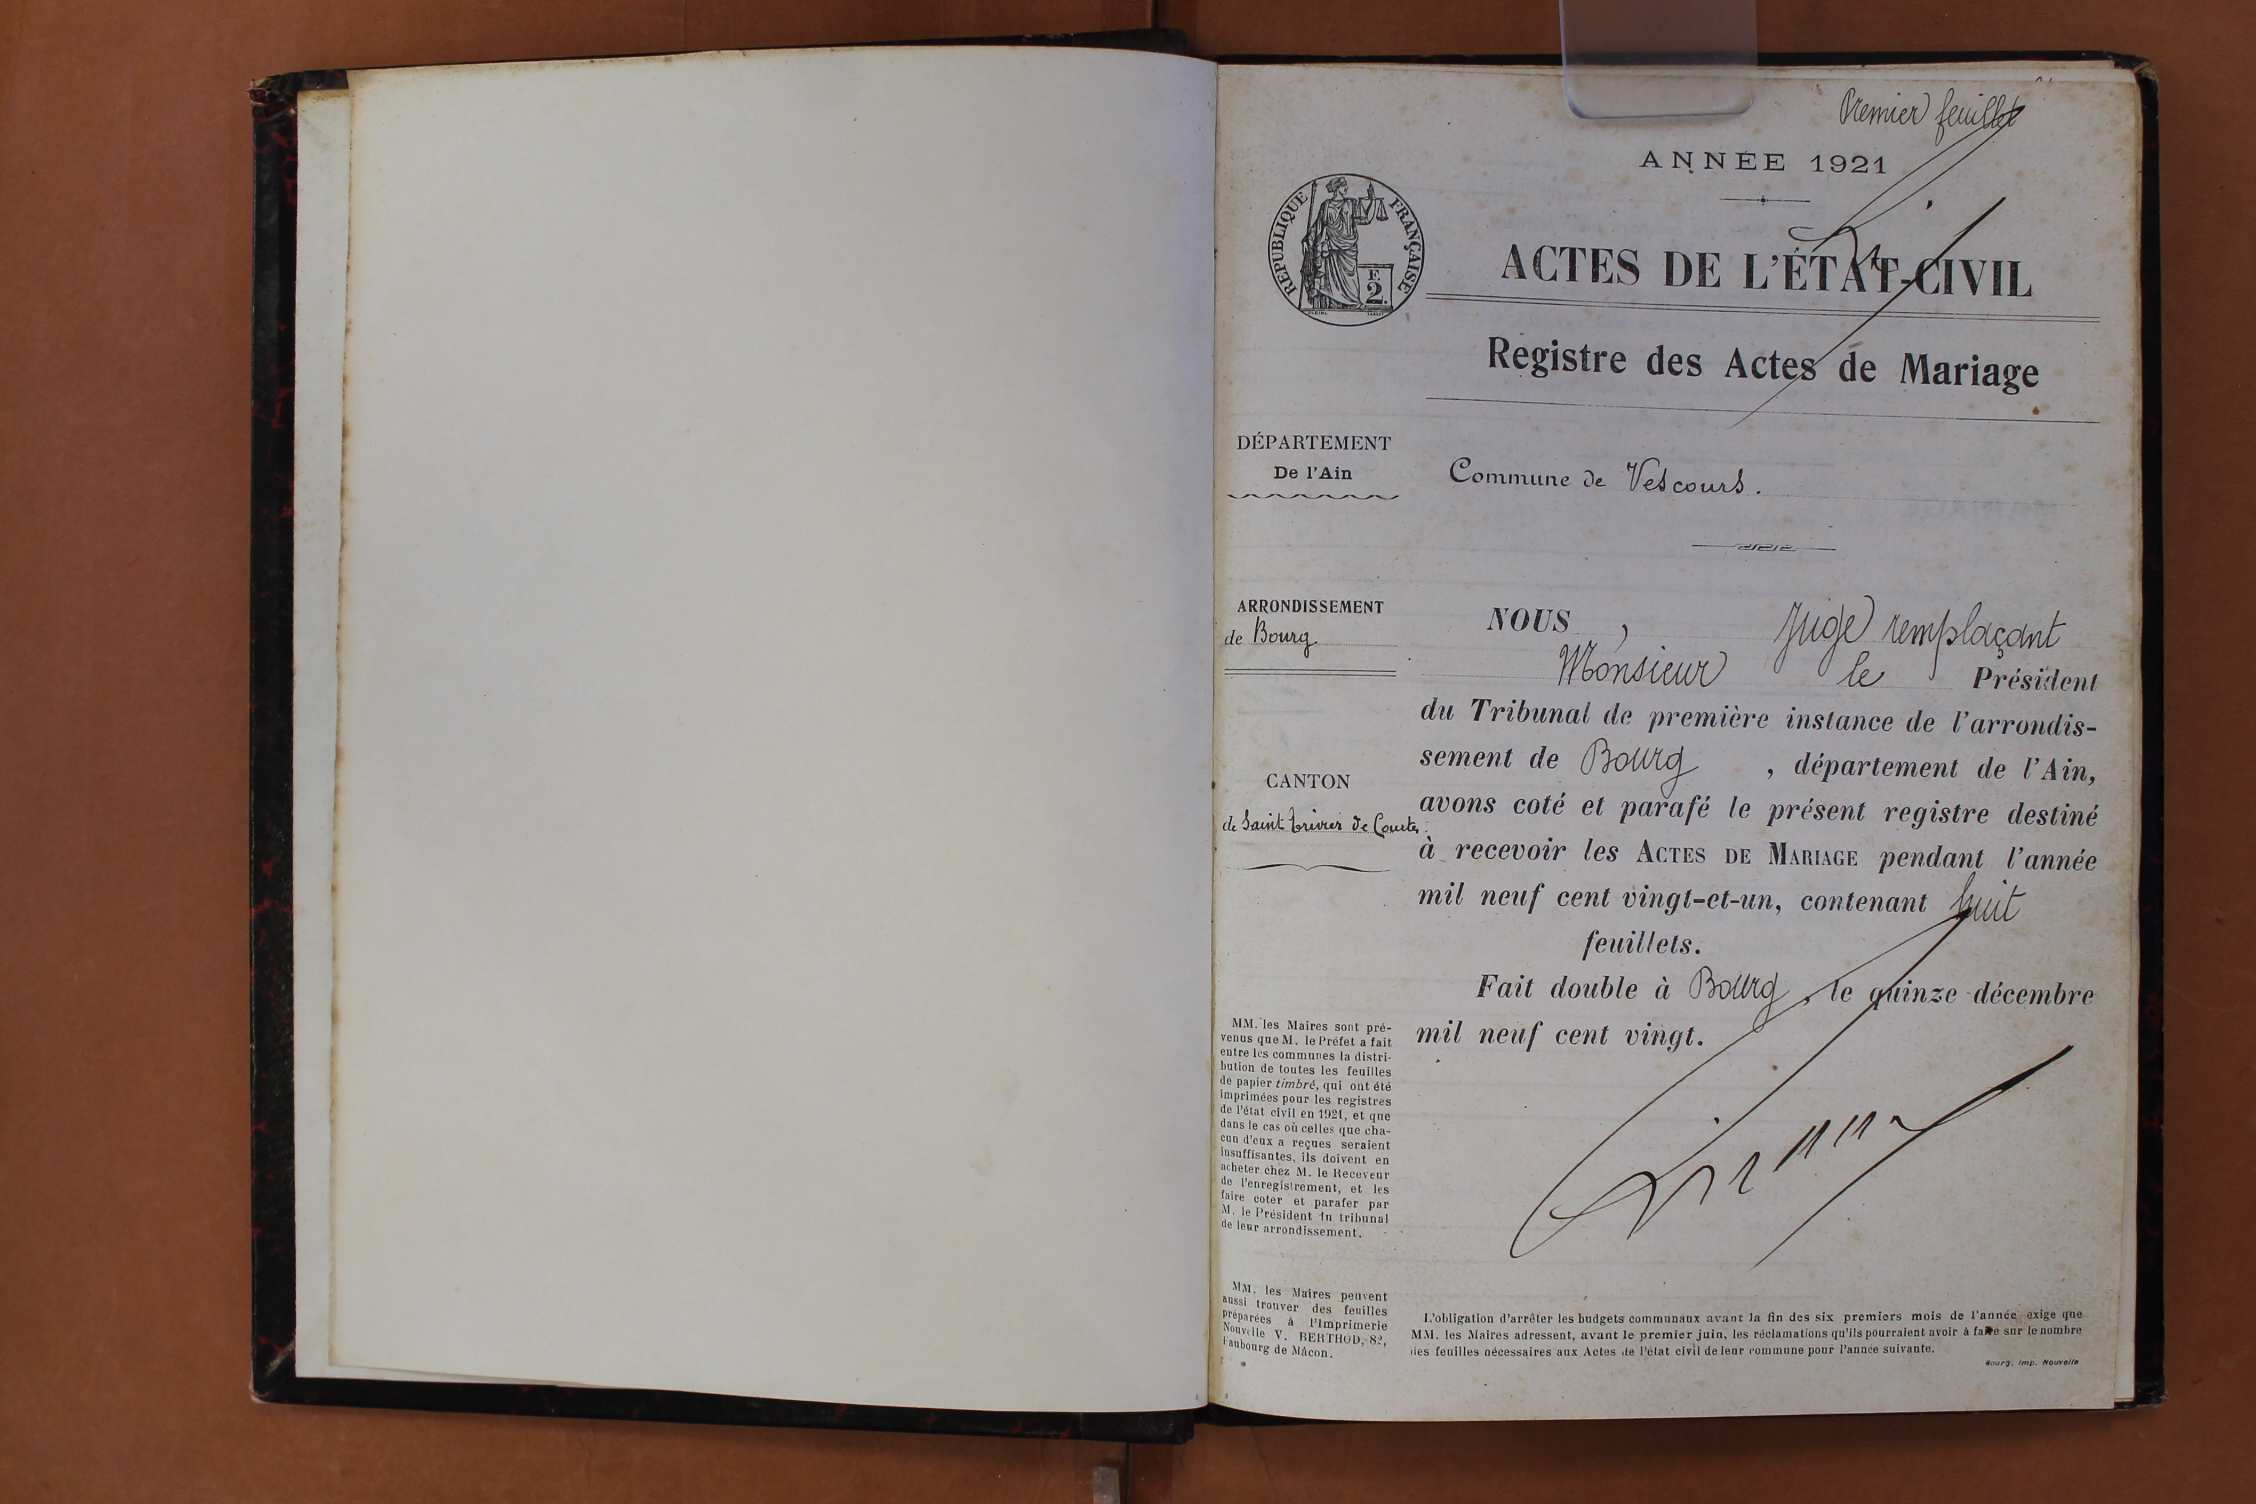 Premier feuillet
ANNÉE 1921
RÉPUBLIQUE FRANÇAISE
F.
2.
ACTES DE L'ÉTAT-CIVIL
Registre des Actes de Mariage
DÉPARTEMENT
De l'Ain
Commune de Vescours.
ARRONDISSEMENT
de Bourg
CANTON
de Saint Trivier de Courtes
NOUS , Juge remplaçant
Monsieur le Président
du Tribunal de première instance de l'arrondis-
sement de Bourg , département de l'Ain,
avons coté et parafé le présent registre destiné
à recevoir les ACTES DE MARIAGE pendant l'année
mil neuf cent vingt-et-un, contenant huit
feuillets.
Fait double à Bourg , le quinze décembre
mil neuf cent vingt.
MM. les Maires sont pré-
venus que M. le Préfet a fait
entre les communes la distri-
bution de toutes les feuilles
de papier timbré, qui ont été
imprimées pour les registres
de l'état civil en 1921, et que
dans le cas où celles que cha-
cun d'eux a reçues seraient
insuffisantes, ils doivent en
acheter chez M. le Receveur
de l'enregistrement, et les
faire coter et parafer par
M. le Président du tribunal
de leur arrondissement.
MM. les Maires peuvent
aussi trouver des feuilles
préparées à l'Imprimerie
Nouvelle V. BERTHOD, 82,
Faubourg de Mâcon.
L'obligation d'arrêter les budgets communaux avant la fin des six premiers mois de l'année exige que
MM. les Maires adressent, avant le premier juin, les réclamations qu'ils pourraient avoir à faire sur le nombre
des feuilles nécessaires aux Actes de l'état civil de leur commune pour l'année suivante.
Bourg, Imp. Nouvelle